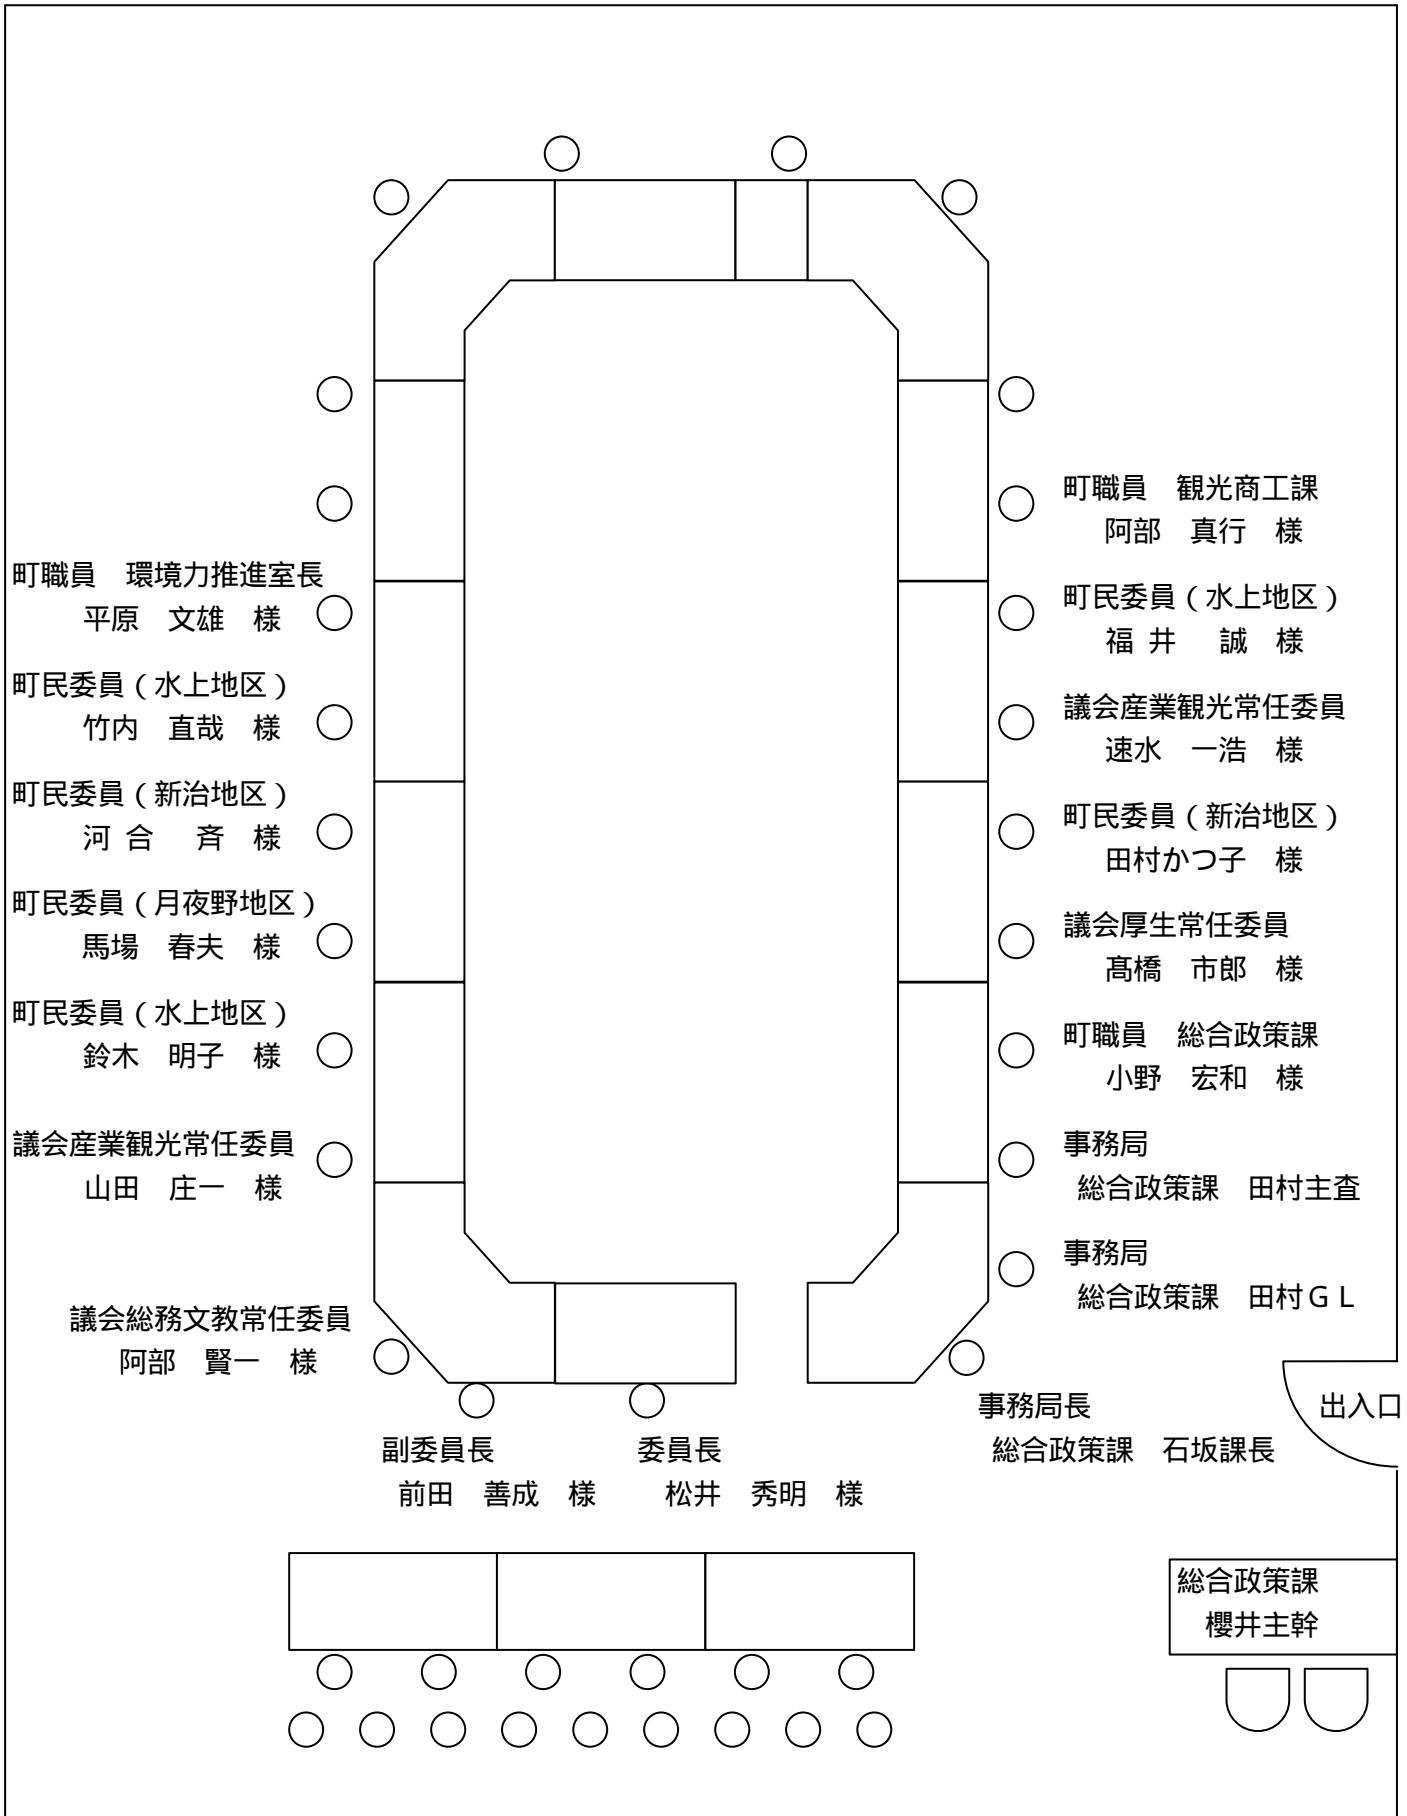 町職員　環境力推進室長
平原　文雄　様
町民委員（水上地区）
竹内　直哉　様
町民委員（新治地区）
河 合　 斉　様
町民委員（月夜野地区）
馬場　春夫　様
町民委員（水上地区）
鈴木　明子　様
議会産業観光常任委員
山田　庄一　様
議会総務文教常任委員
阿部　賢一　様
副委員長
前田　善成　様
委員長
松井　秀明　様
町職員　観光商工課
阿部　真行　様
町民委員（水上地区）
福 井　 誠　様
議会産業観光常任委員
速水　一浩　様
町民委員（新治地区）
田村かつ子　様
議会厚生常任委員
髙橋　市郎　様
町職員　総合政策課
小野　宏和　様
事務局
総合政策課　田村主査
事務局
総合政策課　田村ＧＬ
事務局長
総合政策課　石坂課長
出入口
総合政策課
櫻井主幹